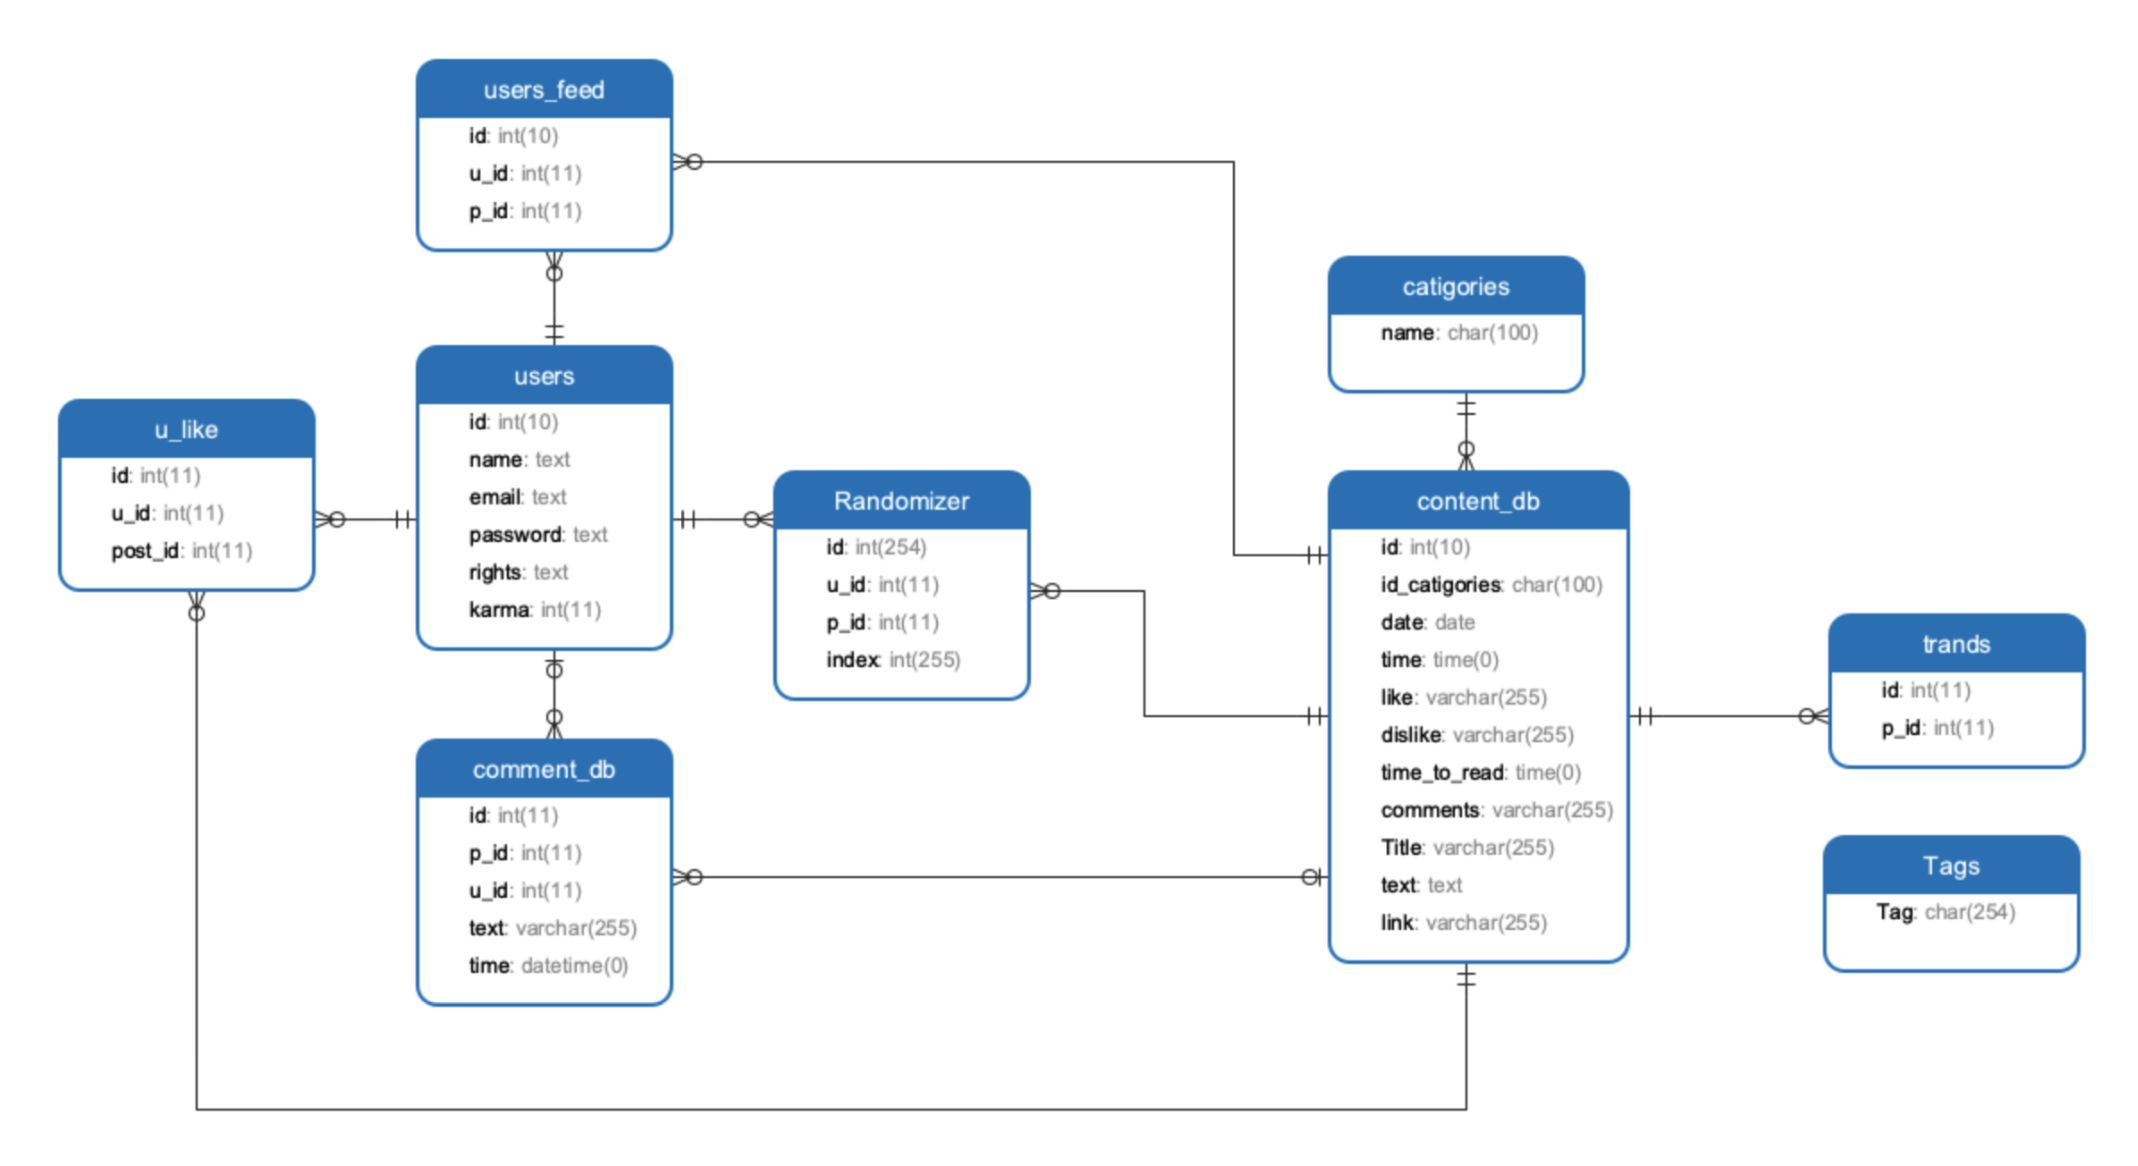 users_feed
id: int(10)
u_id: int(11)
p_id: int(11)
users
id: int(10)
name: text
email: text
password: text
rights: text
karma: int(11)
u_like
id: int(11)
u_id: int(11)
post_id: int(11)
Randomizer
id: int(254)
u_id: int(11)
p_id: int(11)
index: int(255)
comment_db
id: int(11)
p_id: int(11)
u_id: int(11)
text: varchar(255)
time: datetime(0)
catigories
name: char(100)
content_db
id: int(10)
id_catigories: char(100)
date: date
time: time(0)
like: varchar(255)
dislike: varchar(255)
time_to_read: time(0)
comments: varchar(255)
Title: varchar(255)
text: text
link: varchar(255)
trands
id: int(11)
p_id: int(11)
Tags
Tag: char(254)